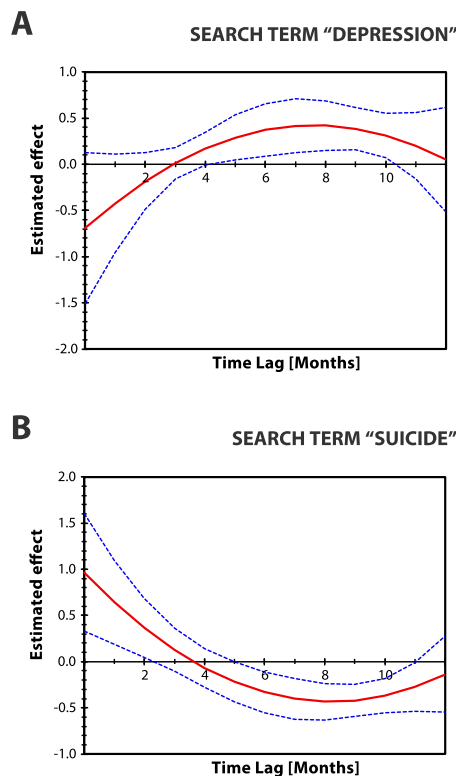 A
SEARCH TERM “DEPRESSION”
1.0
0.5
0.0
-0.5
-1.0
-1.5
-2.0
2 4 6 8 10
Estimated effect
Time Lag [Months]
B
SEARCH TERM “SUICIDE”
2.0
1.5
1.0
0.5
0.0
-0.5
-1.0
2 4 6 8 10
Estimated effect
Time Lag [Months]